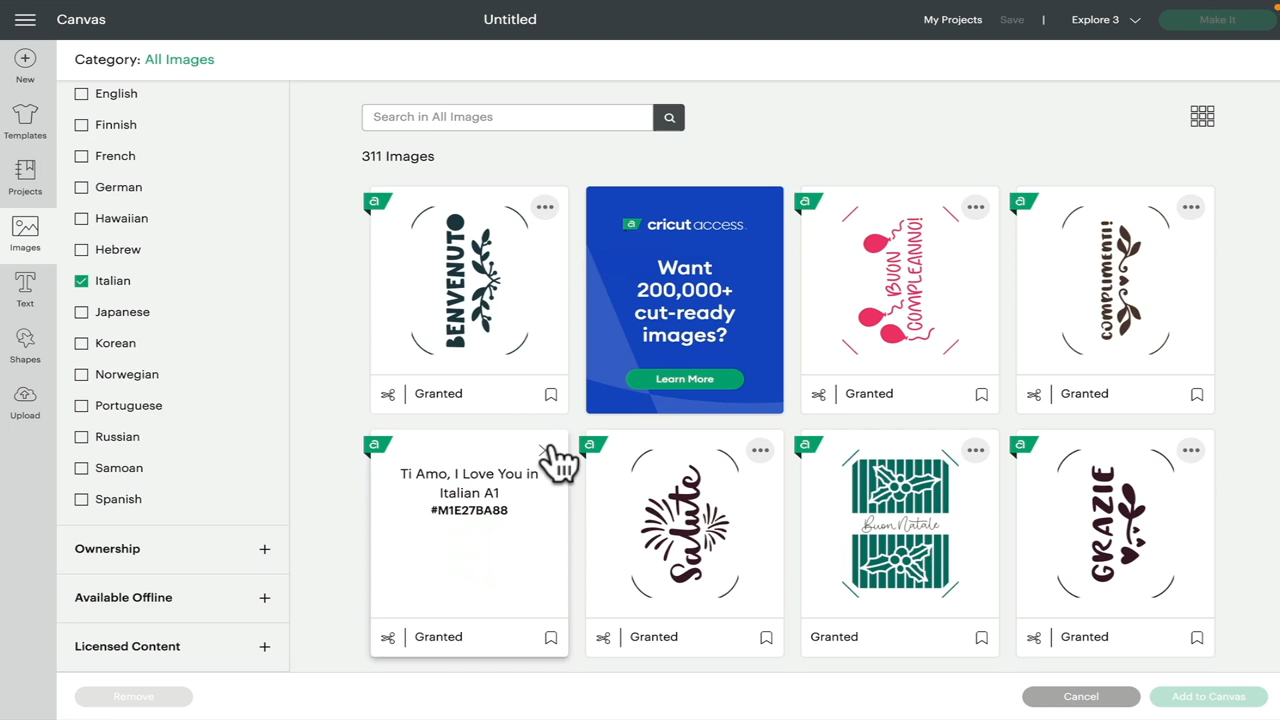 Canvas
Untitled
My Projects
Save
|
Explore 3
Make It
New
Templates
Projects
Images
Text
Shapes
Upload
Category: All Images
English
Finnish
French
German
Hawaiian
Hebrew
Italian
Japanese
Korean
Norwegian
Portuguese
Russian
Samoan
Spanish
Ownership
Available Offline
Licensed Content
Remove
Search in All Images
311 Images
a
BENVENUTO
Granted
a cricut access
Want
200,000+
cut-ready
images?
Learn More
a
BUON
COMPLEANNO!
Granted
a
COMPLIMENTI!
Granted
a
Ti Amo, I Love You in
Italian A1
#M1E27BA88
Granted
a
Salute
Granted
a
Buon Natale
Granted
a
GRAZIE
Granted
Cancel
Add to Canvas